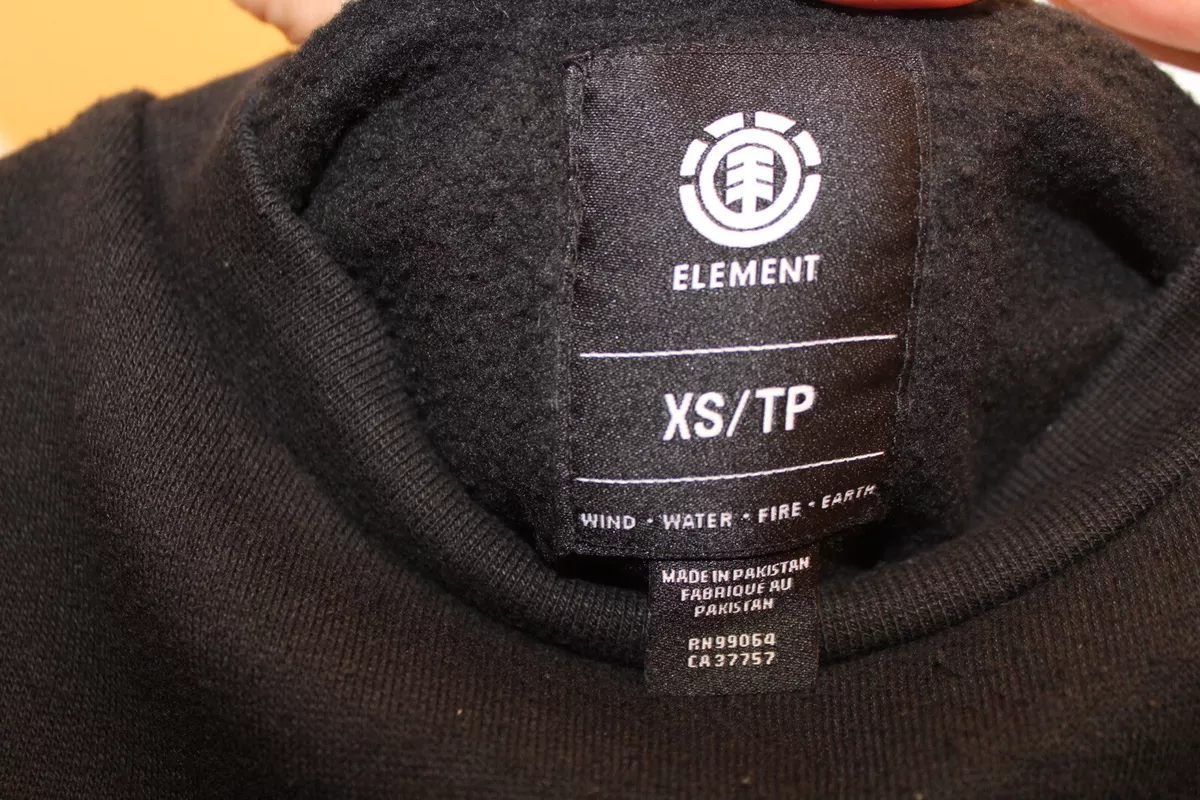 ELEMENT
XS/TP
WIND • WATER • FIRE • EARTH
MADE IN PAKISTAN
FABRIQUE AU
PAKISTAN
RN99064
CA37757